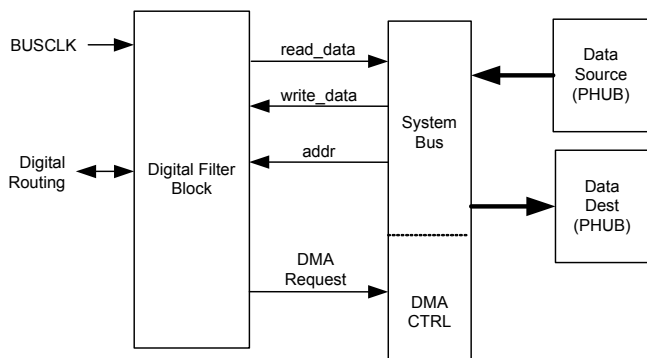 BUSCLK
Digital
Routing
Digital Filter
Block
read_data
write_data
addr
DMA
Request
System
Bus
DMA
CTRL
Data
Source
(PHUB)
Data
Dest
(PHUB)